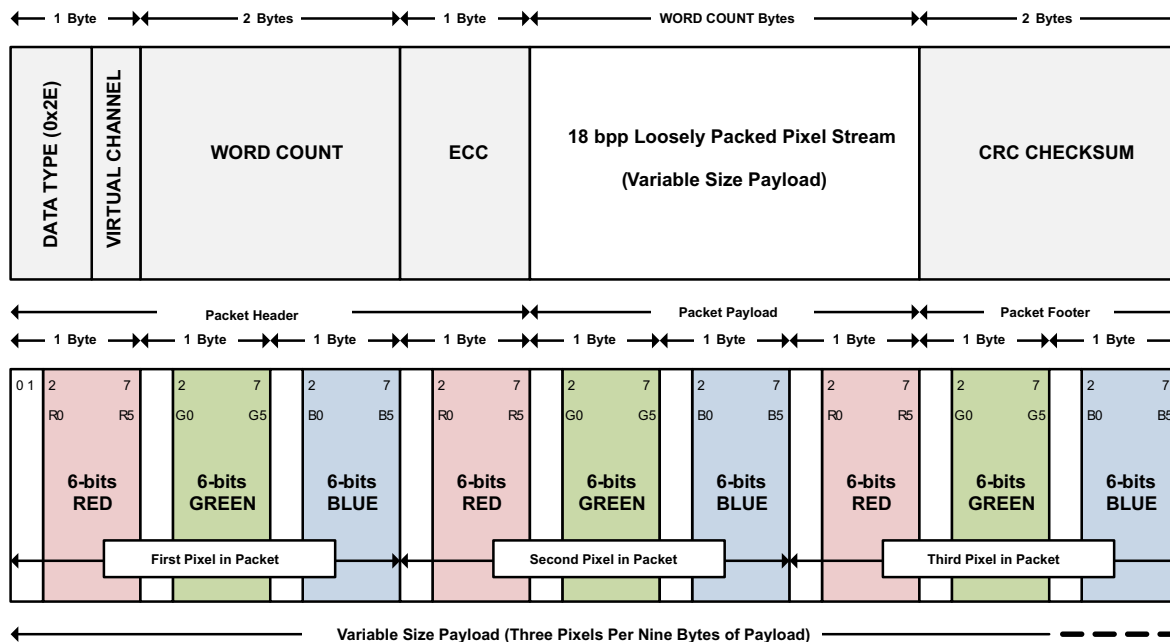 1 Byte 2 Bytes 1 Byte WORD COUNT Bytes 2 Bytes
DATA TYPE (0x2E)
VIRTUAL CHANNEL
WORD COUNT
ECC
18 bpp Loosely Packed Pixel Stream
(Variable Size Payload)
CRC CHECKSUM
Packet Header Packet Payload Packet Footer
1 Byte 1 Byte 1 Byte 1 Byte 1 Byte 1 Byte 1 Byte 1 Byte 1 Byte
0 1 2 7 2 7 2 7 2 7 2 7 2 7 2 7 2 7 2 7
R0 R5 G0 G5 B0 B5 R0 R5 G0 G5 B0 B5 R0 R5 G0 G5 B0 B5
6-bits 6-bits 6-bits 6-bits 6-bits 6-bits 6-bits 6-bits 6-bits
RED GREEN BLUE RED GREEN BLUE RED GREEN BLUE
First Pixel in Packet Second Pixel in Packet Third Pixel in Packet
Variable Size Payload (Three Pixels Per Nine Bytes of Payload)